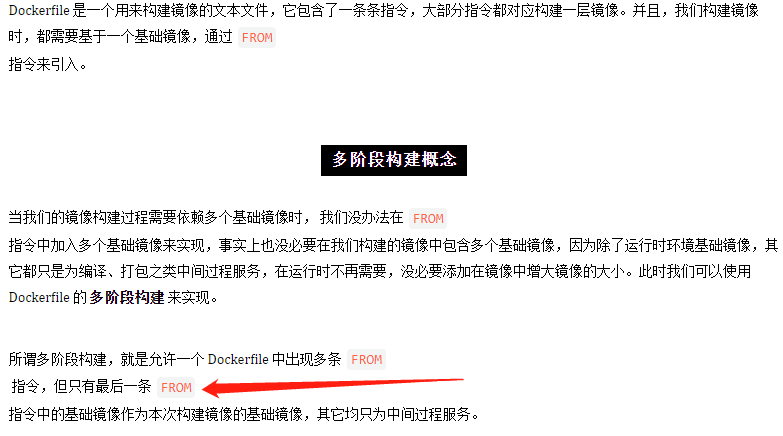 Dockerfile 是一个用来构建镜像的文本文件，它包含了一条条指令，大部分指令都对应构建一层镜像。并且，我们构建镜像
时，都需要基于一个基础镜像，通过 FROM
指令来引入。
多阶段构建概念
当我们的镜像构建过程需要依赖多个基础镜像时， 我们没办法在 FROM
指令中加入多个基础镜像来实现，事实上也没必要在我们构建的镜像中包含多个基础镜像，因为除了运行时环境基础镜像，其
它都只是为编译、打包之类中间过程服务，在运行时不再需要，没必要添加在镜像中增大镜像的大小。此时我们可以使用
Dockerfile 的 多阶段构建 来实现。
所谓多阶段构建，就是允许一个 Dockerfile 中出现多条 FROM
指令，但只有最后一条 FROM
指令中的基础镜像作为本次构建镜像的基础镜像，其它均只为中间过程服务。